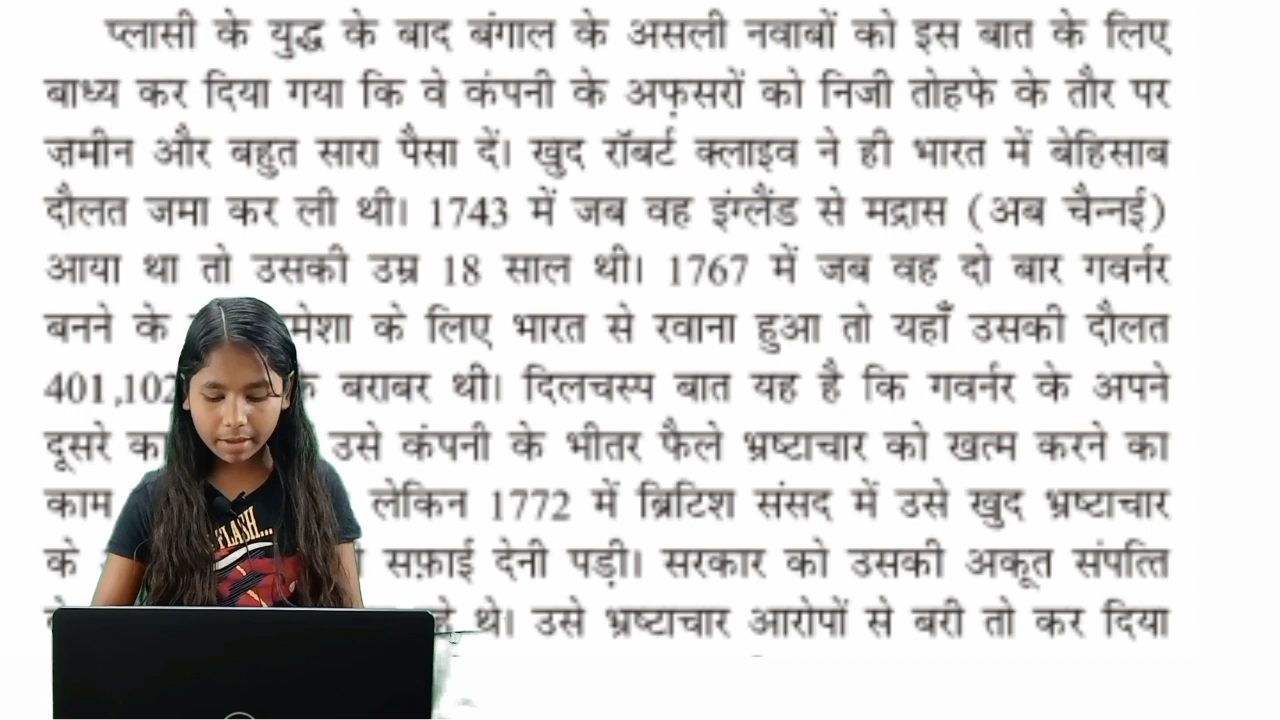 प्लासी के युद्ध के बाद बंगाल के असली नवाबों को इस बात के लिए
बाध्य कर दिया गया कि वे कंपनी के अफ़सरों को निजी तोहफे के तौर पर
ज़मीन और बहुत सारा पैसा दें। खुद रॉबर्ट क्लाइव ने ही भारत में बेहिसाब
दौलत जमा कर ली थी। 1743 में जब वह इंग्लैंड से मद्रास (अब चैन्नई)
आया था तो उसकी उम्र 18 साल थी। 1767 में जब वह दो बार गवर्नर
बनने के मेशा के लिए भारत से रवाना हुआ तो यहाँ उसकी दौलत
401,102 के बराबर थी। दिलचस्प बात यह है कि गवर्नर के अपने
दूसरे का उसे कंपनी के भीतर फैले भ्रष्टाचार को खत्म करने का
काम लेकिन 1772 में ब्रिटिश संसद में उसे खुद भ्रष्टाचार
के सफ़ाई देनी पड़ी। सरकार को उसकी अकूत संपत्ति
थे। उसे भ्रष्टाचार आरोपों से बरी तो कर दिया
FLASH...